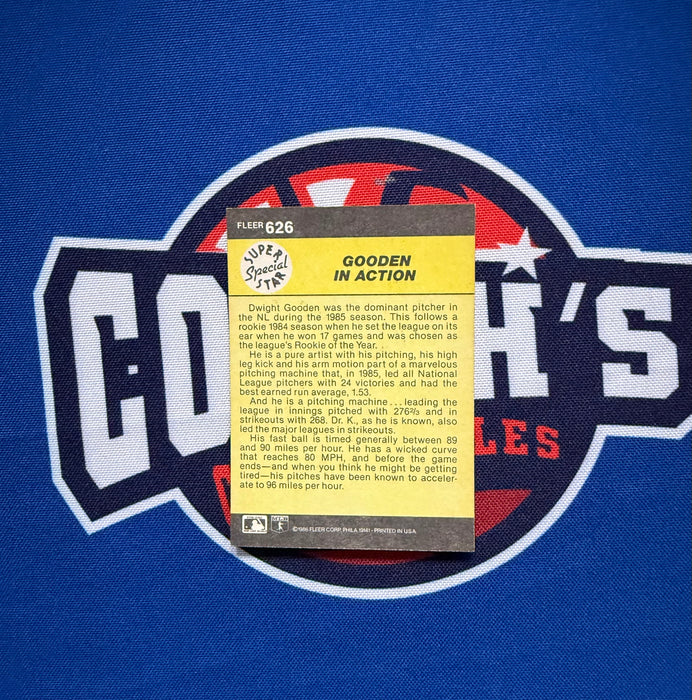 FLEER 626
SUPER
Special
STAR
GOODEN
IN ACTION
Dwight Gooden was the dominant pitcher in
the NL during the 1985 season. This follows a
rookie 1984 season when he set the league on its
ear when he won 17 games and was chosen as
the league's Rookie of the Year. .
He is a pure artist with his pitching, his high
leg kick and his arm motion part of a marvelous
pitching machine that, in 1985, led all National
League pitchers with 24 victories and had the
best earned run average, 1.53.
And he is a pitching machine...leading the
league in innings pitched with 276⅔ and in
strikeouts with 268. Dr. K., as he is known, also
led the major leagues in strikeouts.
His fast ball is timed generally between 89
and 90 miles per hour. He has a wicked curve
that reaches 80 MPH, and before the game
ends—and when you think he might be getting
tired—his pitches have been known to acceler-
ate to 96 miles per hour.
©1986 FLEER CORP. PHILA. 19141 - PRINTED IN U.S.A.
CO H'S
LES